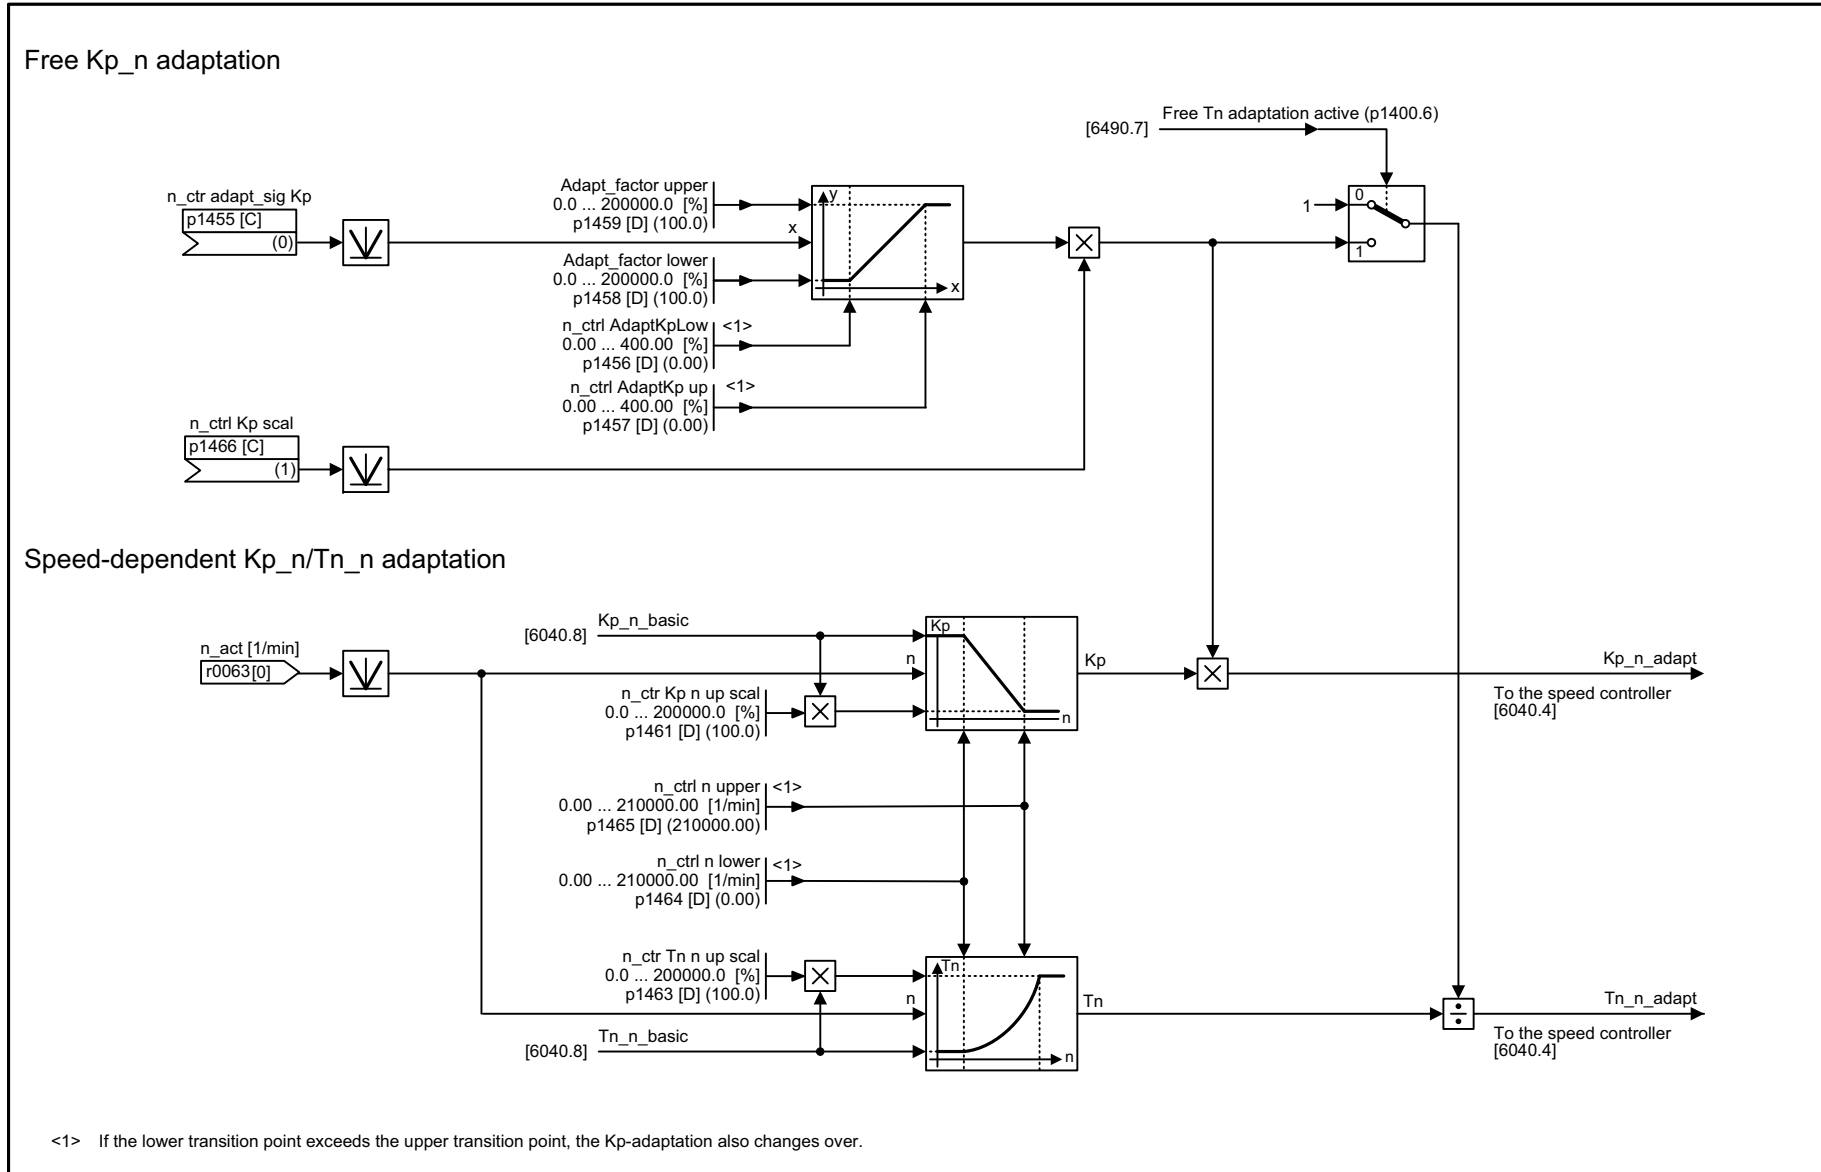 Free Kp_n adaptation
Free Tn adaptation active (p1400.6)
[6490.7]
n_ctr adapt_sig Kp
p1455 [C]
(0)
Adapt_factor upper
0.0 ... 200000.0 [%]
p1459 [D] (100.0)
x
Adapt_factor lower
0.0 ... 200000.0 [%]
p1458 [D] (100.0)
y
x
1
0
1
n_ctrl AdaptKpLow <1>
0.00 ... 400.00 [%]
p1456 [D] (0.00)
n_ctrl AdaptKp up <1>
0.00 ... 400.00 [%]
p1457 [D] (0.00)
n_ctrl Kp scal
p1466 [C]
(1)
Speed-dependent Kp_n/Tn_n adaptation
n_act [1/min]
r0063[0]
[6040.8]
Kp_n_basic
n
n_ctr Kp n up scal
0.0 ... 200000.0 [%]
p1461 [D] (100.0)
Kp
n
Kp
Kp_n_adapt
To the speed controller
[6040.4]
n_ctrl n upper <1>
0.00 ... 210000.00 [1/min]
p1465 [D] (210000.00)
n_ctrl n lower <1>
0.00 ... 210000.00 [1/min]
p1464 [D] (0.00)
n_ctr Tn n up scal
0.0 ... 200000.0 [%]
p1463 [D] (100.0)
n
Tn_n_basic
[6040.8]
Tn
n
Tn
Tn_n_adapt
To the speed controller
[6040.4]
<1> If the lower transition point exceeds the upper transition point, the Kp-adaptation also changes over.